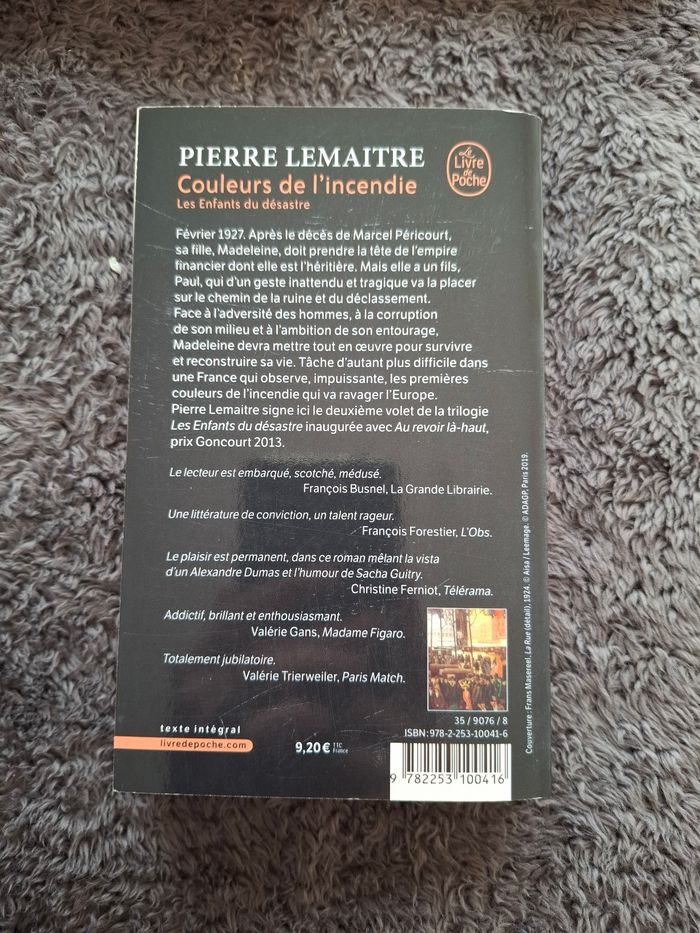 PIERRE LEMAITRE
Couleurs de l'incendie
Les Enfants du désastre
Le
Livre
de
Poche
Février 1927. Après le décès de Marcel Péricourt,
sa fille, Madeleine, doit prendre la tête de l'empire
financier dont elle est l'héritière. Mais elle a un fils,
Paul, qui d'un geste inattendu et tragique va la placer
sur le chemin de la ruine et du déclassement.
Face à l'adversité des hommes, à la corruption
de son milieu et à l'ambition de son entourage,
Madeleine devra mettre tout en œuvre pour survivre
et reconstruire sa vie. Tâche d'autant plus difficile dans
une France qui observe, impuissante, les premières
couleurs de l'incendie qui va ravager l'Europe.
Pierre Lemaitre signe ici le deuxième volet de la trilogie
Les Enfants du désastre inaugurée avec Au revoir là-haut,
prix Goncourt 2013.
Le lecteur est embarqué, scotché, médusé.
François Busnel, La Grande Librairie.
Une littérature de conviction, un talent rageur.
François Forestier, L'Obs.
Le plaisir est permanent, dans ce roman mêlant la vista
d'un Alexandre Dumas et l'humour de Sacha Guitry.
Christine Ferniot, Télérama.
Addictif, brillant et enthousiasmant.
Valérie Gans, Madame Figaro.
Totalement jubilatoire.
Valérie Trierweiler, Paris Match.
Couverture : Frans Masereel, La Rue (détail), 1924. © Aisa / Leemage. © ADAGP, Paris 2019.
texte intégral
livredepoche.com
9,20 € TTC
France
35 / 9076 / 8
ISBN : 978-2-253-10041-6
9 782253 100416